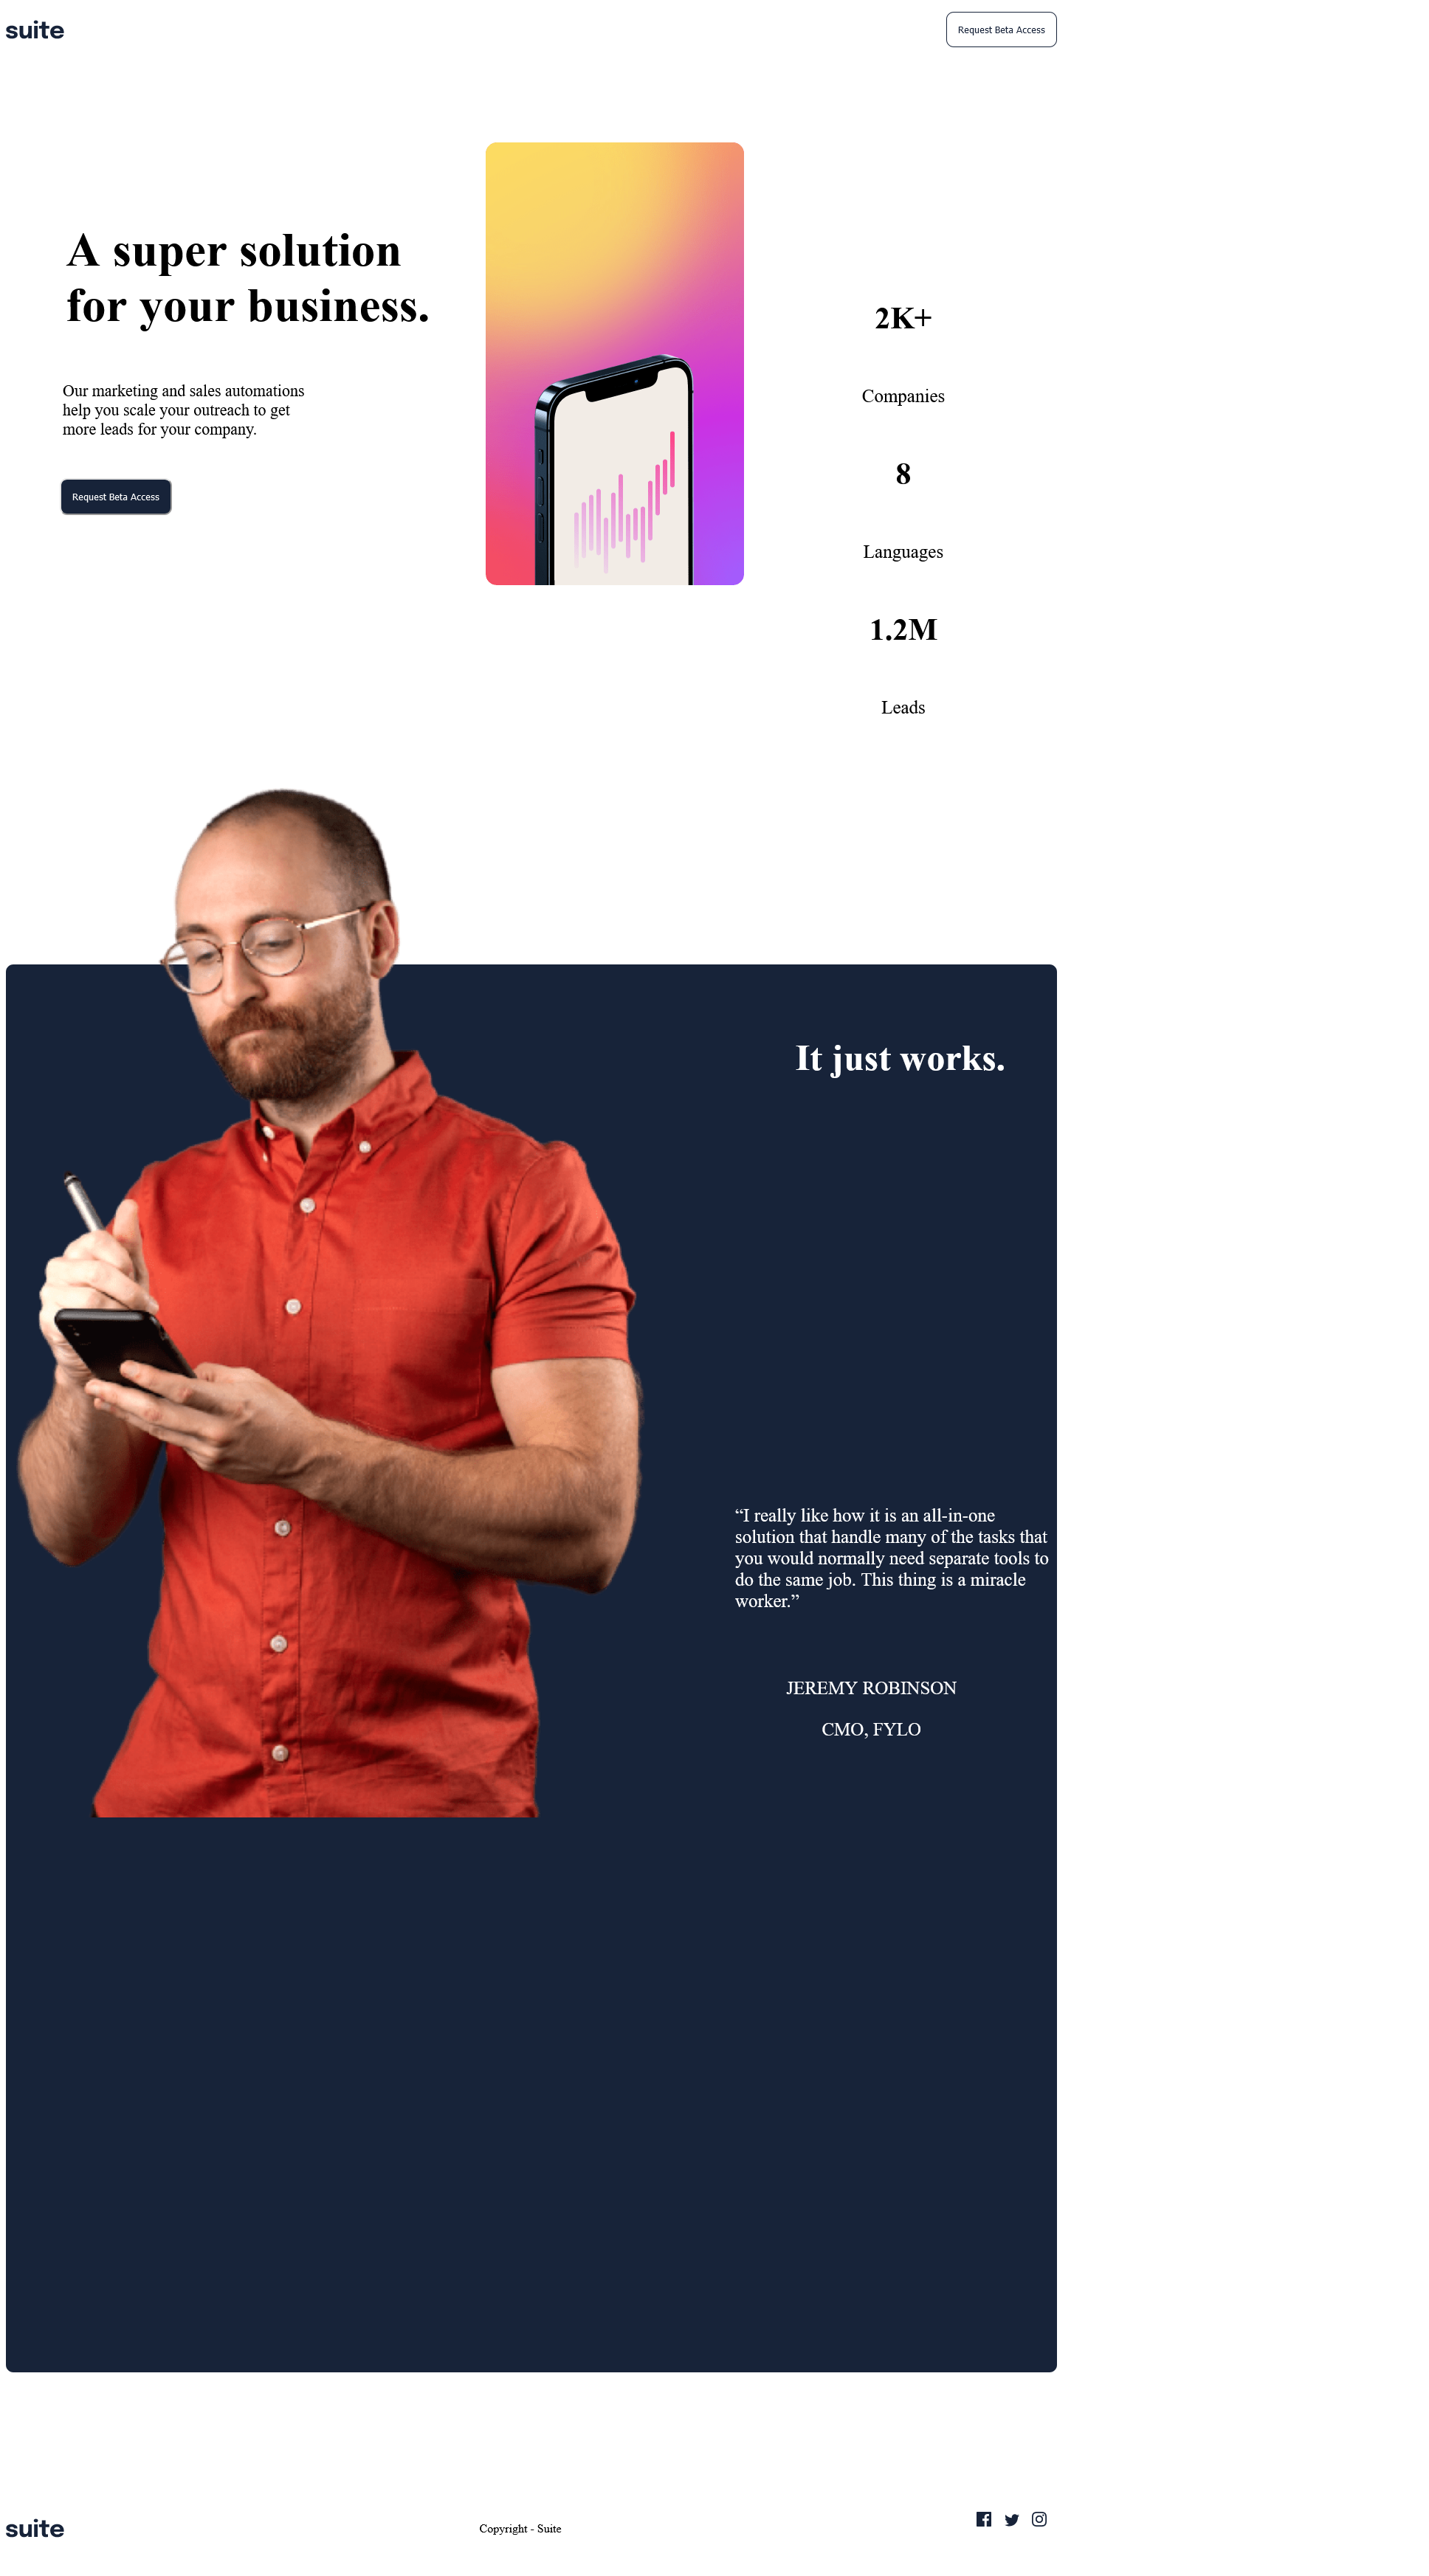 suite
Request Beta Access
A super solution
for your business.
Our marketing and sales automations
help you scale your outreach to get
more leads for your company.
Request Beta Access
2K+
Companies
8
Languages
1.2M
Leads
It just works.
“I really like how it is an all-in-one
solution that handle many of the tasks that
you would normally need separate tools to
do the same job. This thing is a miracle
worker.”
JEREMY ROBINSON
CMO, FYLO
suite
Copyright - Suite